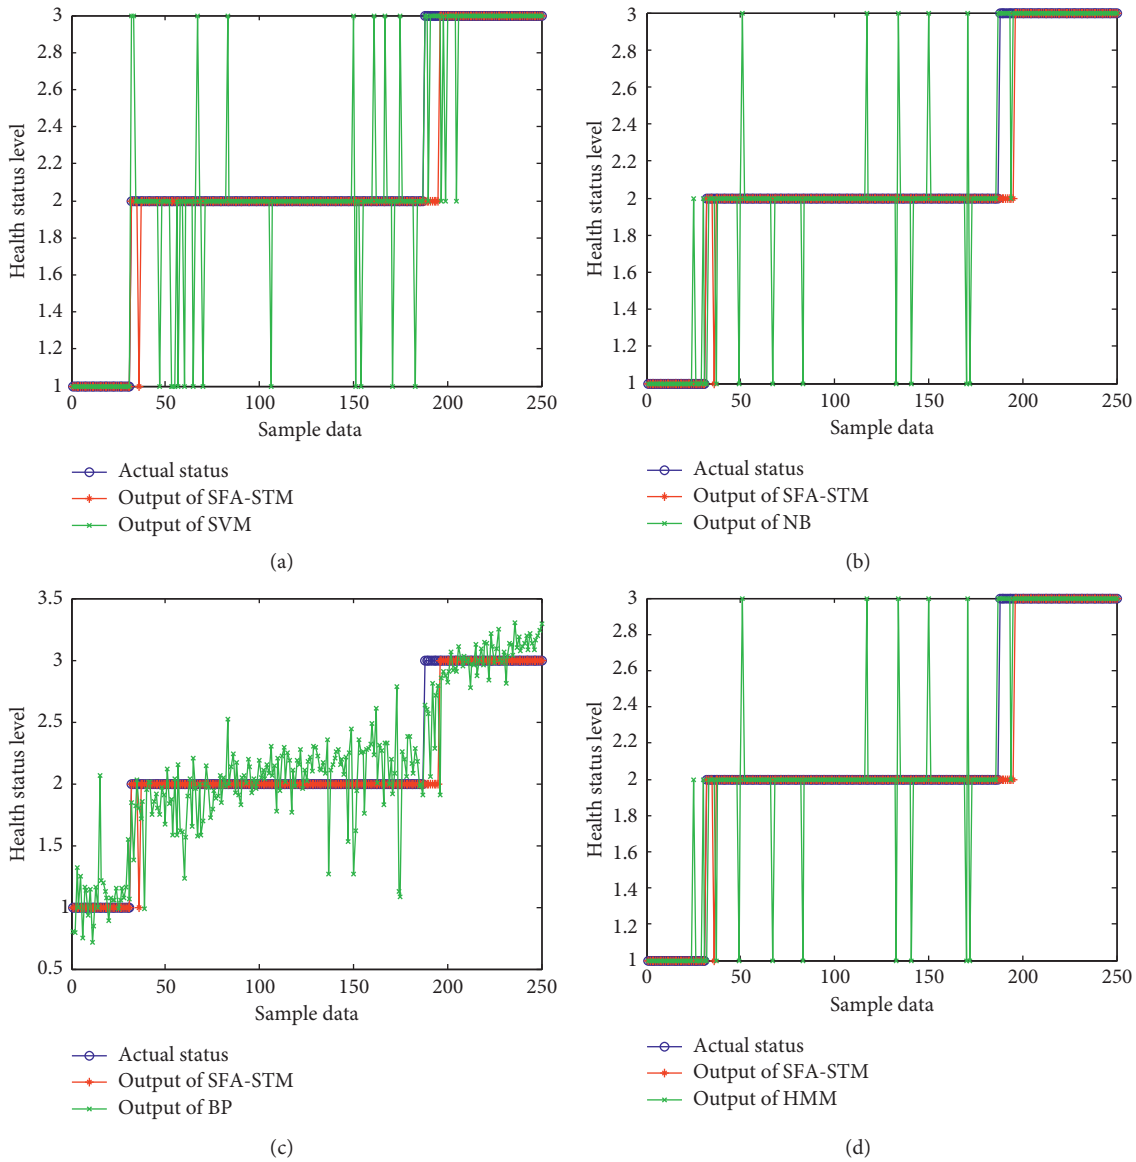 3
2.8
2.6
2.4
2.2
2
1.8
1.6
1.4
1.2
1
Health status level
0
50
100
150
200
250
Sample data
Actual status
Output of SFA-STM
Output of SVM
(a)
3
2.8
2.6
2.4
2.2
2
1.8
1.6
1.4
1.2
1
Health status level
0
50
100
150
200
250
Sample data
Actual status
Output of SFA-STM
Output of NB
(b)
3.5
3
2.5
2
1.5
1
0.5
Health status level
0
50
100
150
200
250
Sample data
Actual status
Output of SFA-STM
Output of BP
(c)
3
2.8
2.6
2.4
2.2
2
1.8
1.6
1.4
1.2
1
Health status level
0
50
100
150
200
250
Sample data
Actual status
Output of SFA-STM
Output of HMM
(d)